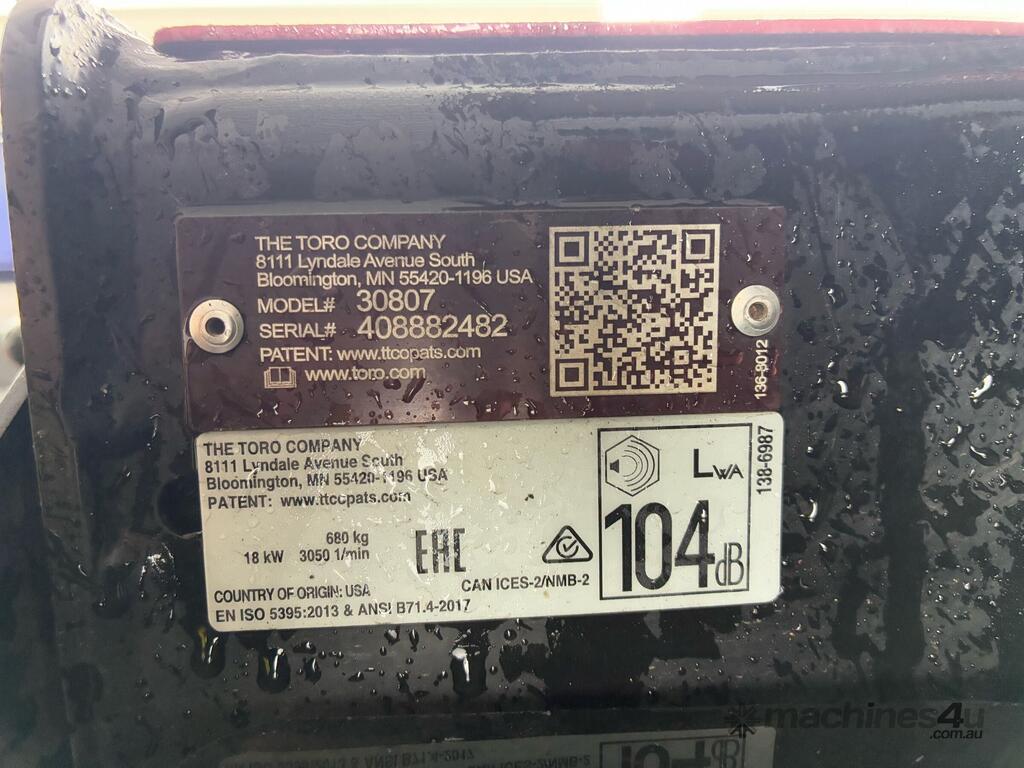 THE TORO COMPANY
8111 Lyndale Avenue South
Bloomington, MN 55420-1196 USA
MODEL# 30807
SERIAL# 408882482
PATENT: www.ttcopats.com
www.toro.com
136-9012
THE TORO COMPANY
8111 Lyndale Avenue South
Bloomington, MN 55420-1196 USA
PATENT: www.ttcopats.com
680 kg
18 kW 3050 1/min
EAC
CAN ICES-2/NMB-2
COUNTRY OF ORIGIN: USA
EN ISO 5395:2013 & ANSI B71.4-2017
LWA
104dB
138-6987
machines4u
.com.au